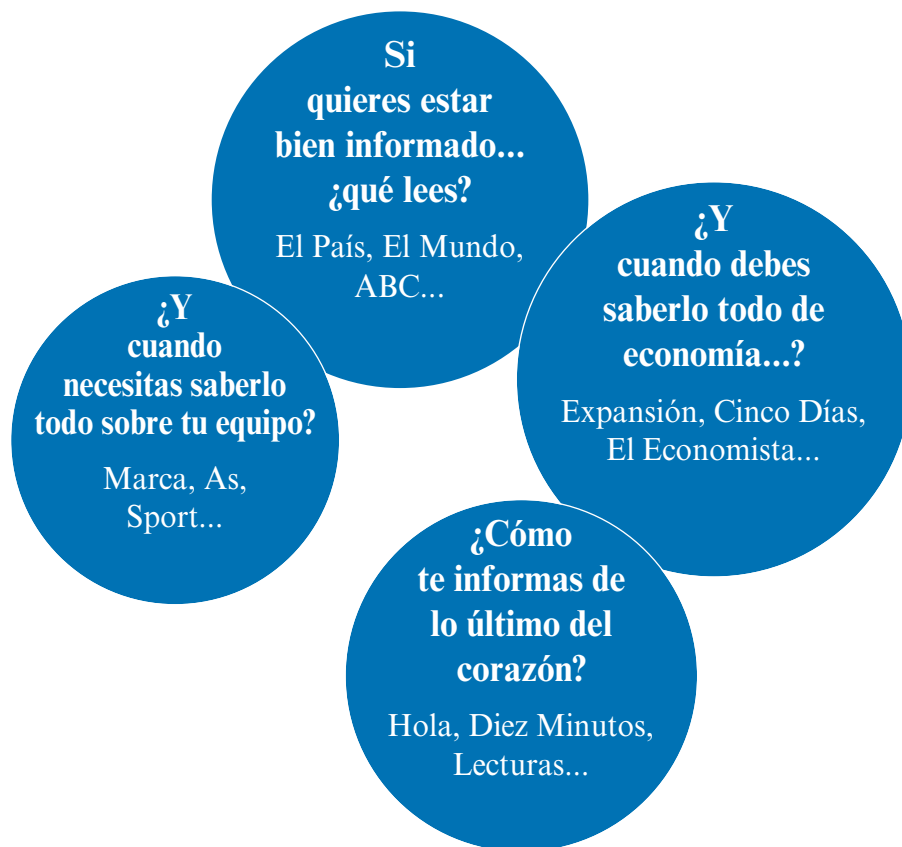 Si
quieres estar
bien informado...
¿qué lees?
El País, El Mundo,
ABC...
¿Y
cuando debes
saberlo todo de
economía...?
Expansión, Cinco Días,
El Economista...
¿Y
cuando
necesitas saberlo
todo sobre tu equipo?
Marca, As,
Sport...
¿Cómo
te informas de
lo último del
corazón?
Hola, Diez Minutos,
Lecturas...